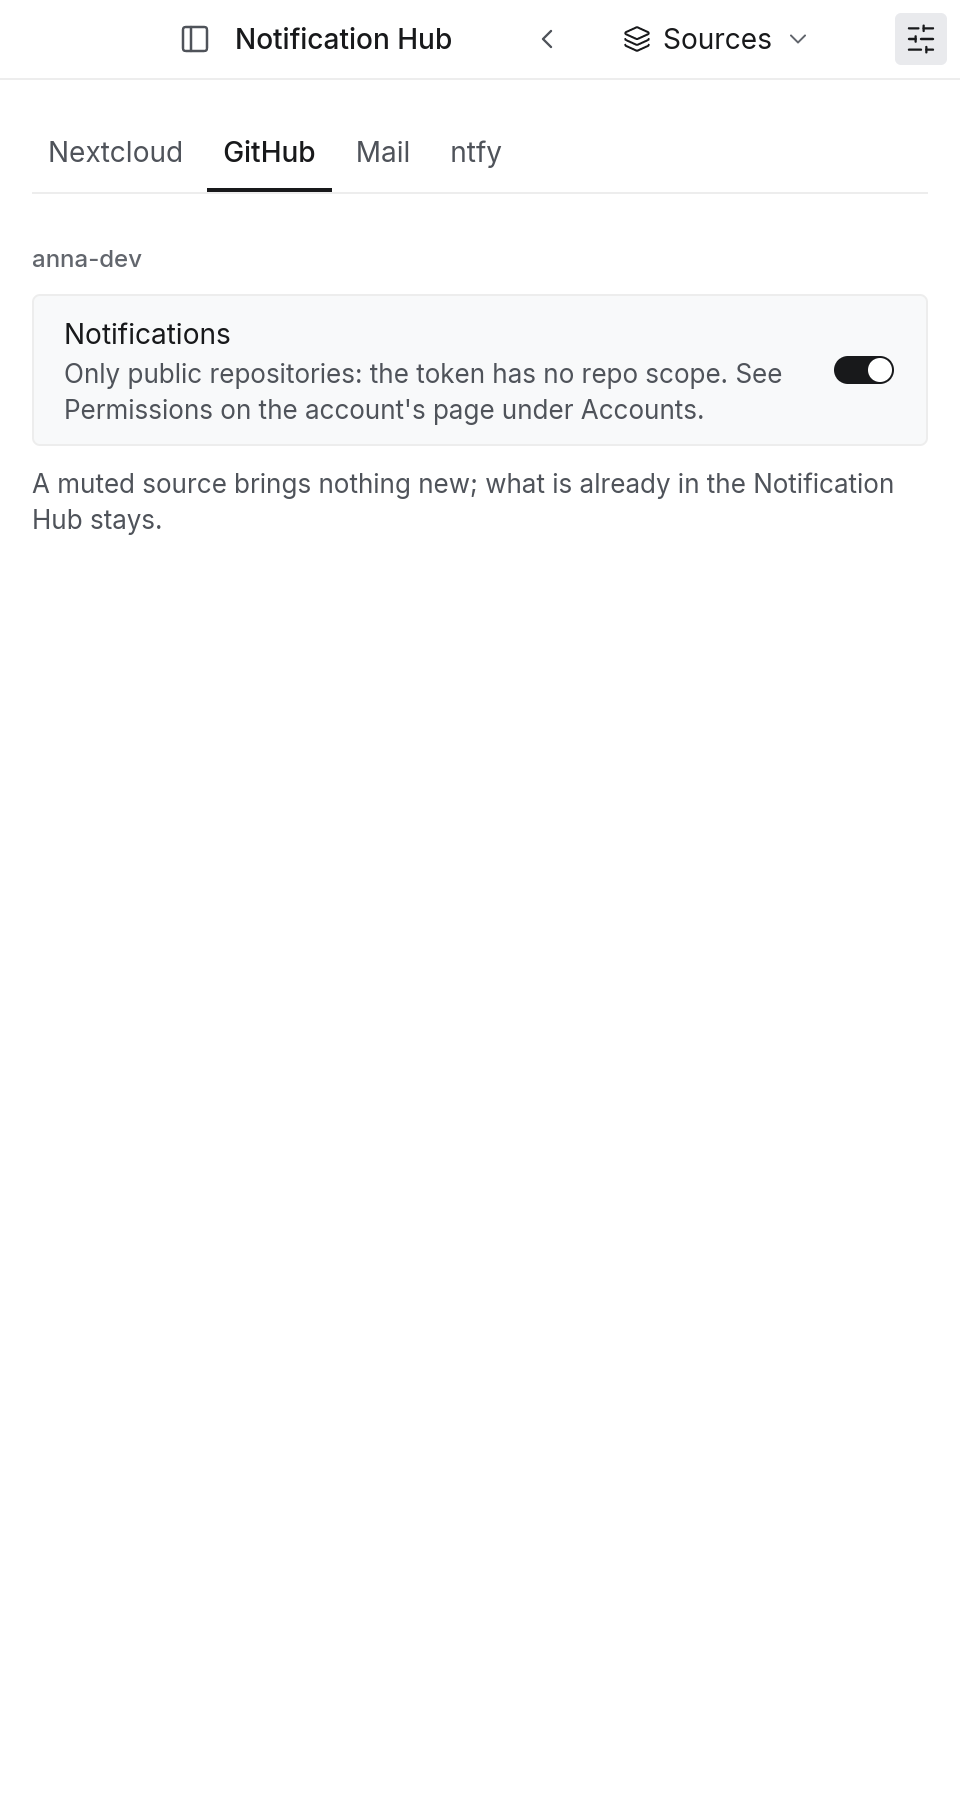 Notification Hub
Sources
Nextcloud GitHub Mail ntfy
anna-dev
Notifications
Only public repositories: the token has no repo scope. See
Permissions on the account's page under Accounts.
A muted source brings nothing new; what is already in the Notification
Hub stays.